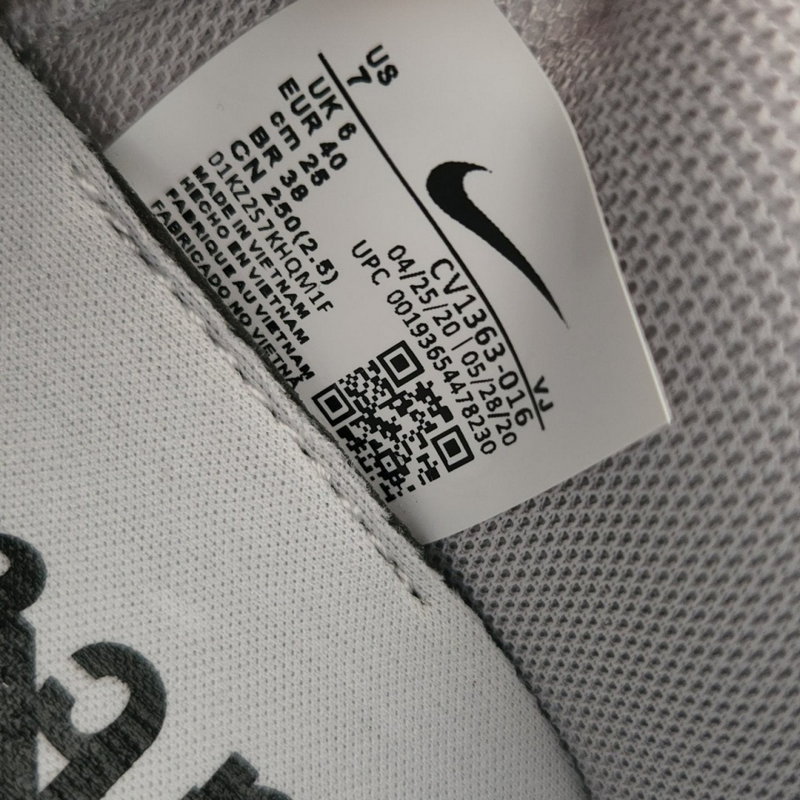 US
7
UK 6
EUR 40
cm 25
BR 38
CN 250(2.5)
D1KZ2S7KHQM1F
MADE IN VIETNAM
HECHO EN VIETNAM
FABRIQUE AU VIETNAM
FABRICADO NO VIETNÃ
VJ
CV1363-016
04/25/20 | 05/28/20
UPC 00193654478230